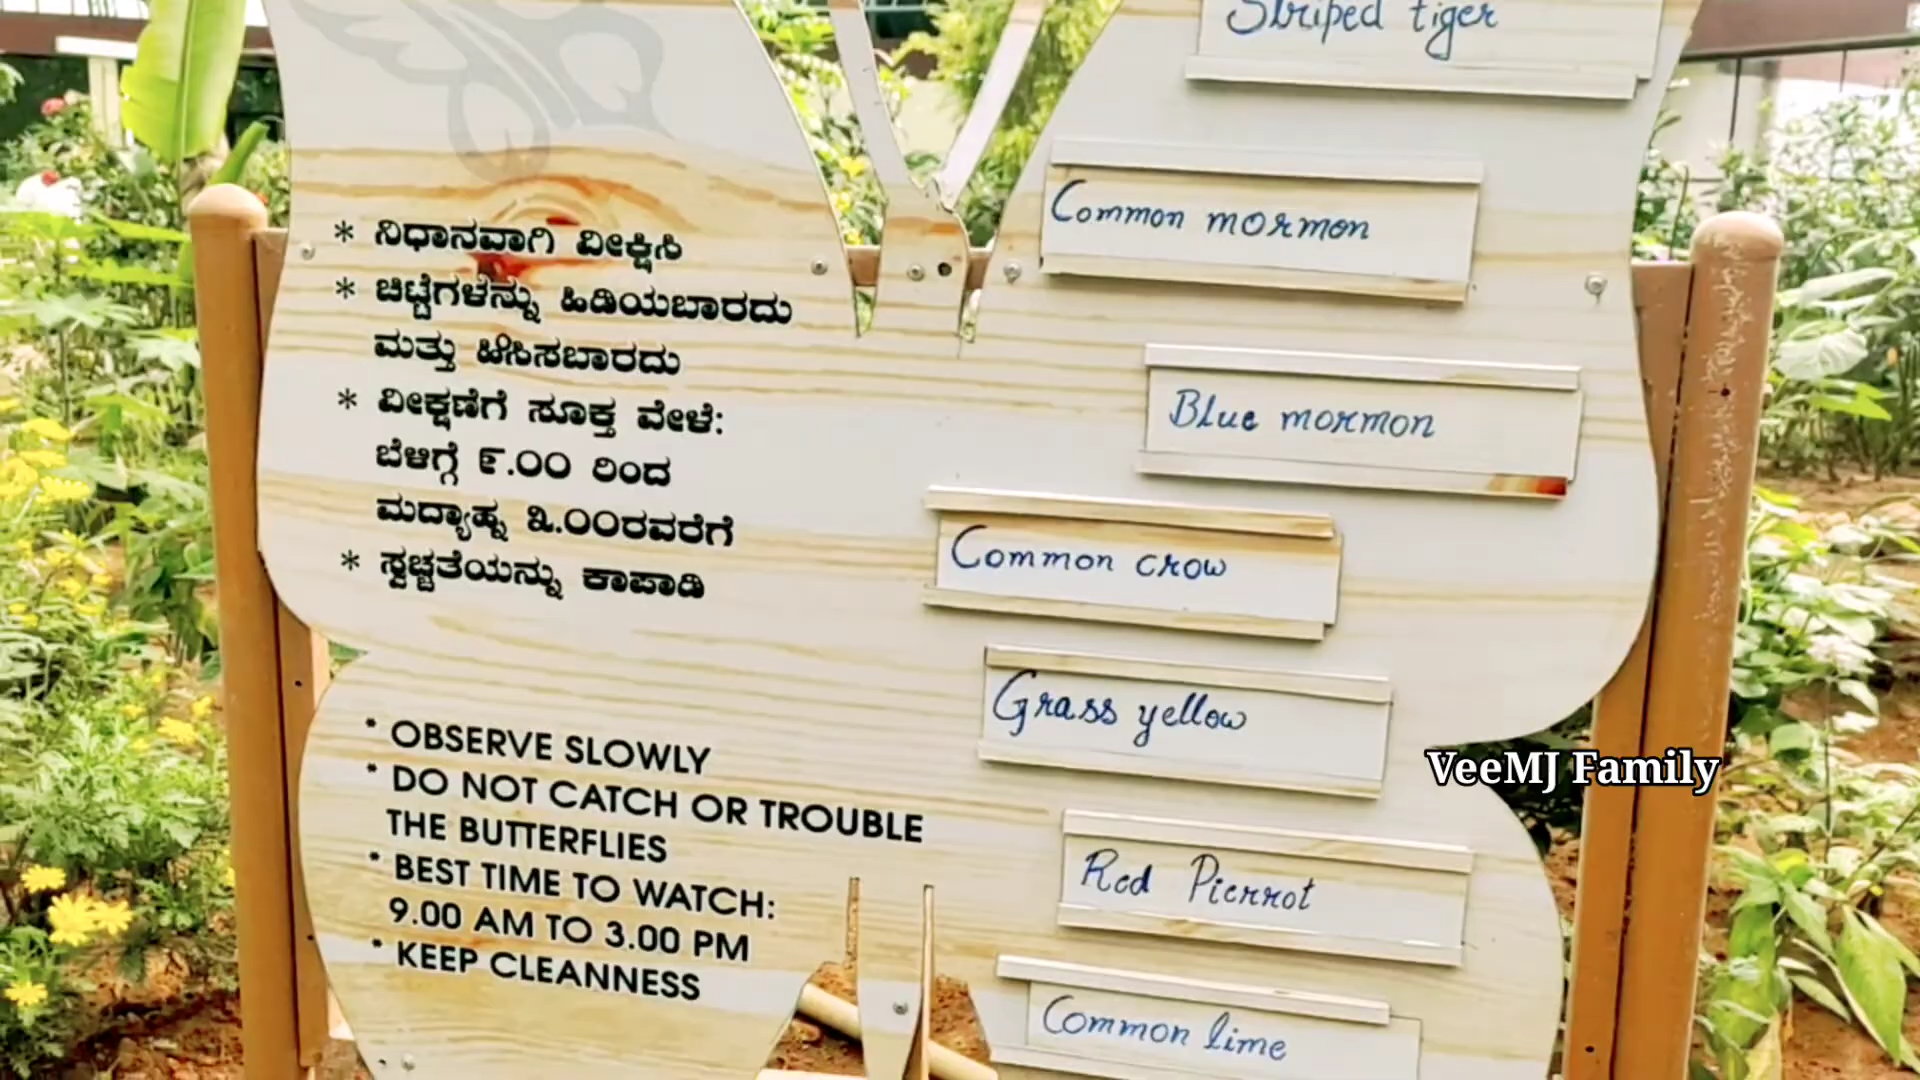 * ನಿಧಾನವಾಗಿ ವೀಕ್ಷಿಸಿ
* ಚಿಟ್ಟೆಗಳನ್ನು ಹಿಡಿಯಬಾರದು
ಮತ್ತು ಹಿಂಸಿಸಬಾರದು
* ವೀಕ್ಷಣೆಗೆ ಸೂಕ್ತ ವೇಳೆ:
ಬೆಳಿಗ್ಗೆ ೯.೦೦ ರಿಂದ
ಮದ್ಯಾಹ್ನ ೩.೦೦ರವರೆಗೆ
* ಸ್ವಚ್ಚತೆಯನ್ನು ಕಾಪಾಡಿ
* OBSERVE SLOWLY
* DO NOT CATCH OR TROUBLE
THE BUTTERFLIES
* BEST TIME TO WATCH:
9.00 AM TO 3.00 PM
* KEEP CLEANNESS
Striped tiger
Common mormon
Blue mormon
Common crow
Grass yellow
Red Pierrot
Common lime
VeeMJ Family